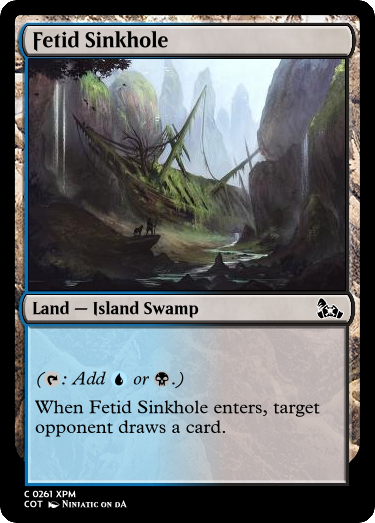 Fetid Sinkhole
Land — Island Swamp
(: Add or .)
When Fetid Sinkhole enters, target
opponent draws a card.
C 0261 XPM
COT Niniatic on dA